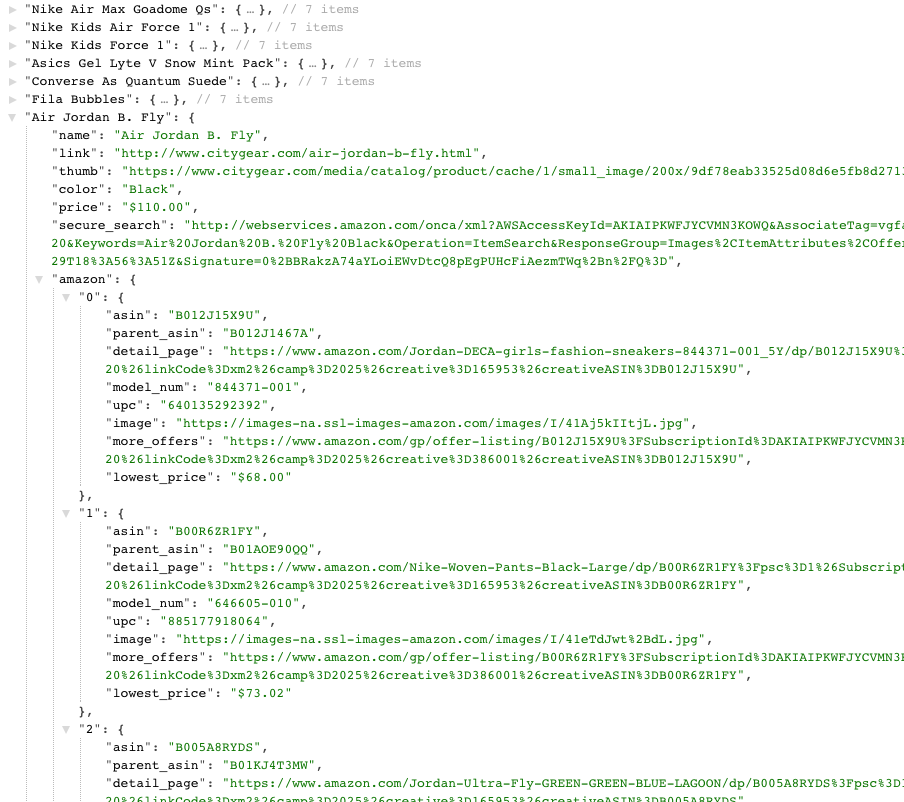 "Nike Air Max Goadome Qs": {…}, // 7 items
"Nike Kids Air Force 1": {…}, // 7 items
"Nike Kids Force 1": {…}, // 7 items
"Asics Gel Lyte V Snow Mint Pack": {…}, // 7 items
"Converse As Quantum Suede": {…}, // 7 items
"Fila Bubbles": {…}, // 7 items
"Air Jordan B. Fly": {
"name": "Air Jordan B. Fly",
"link": "http://www.citygear.com/air-jordan-b-fly.html",
"thumb": "https://www.citygear.com/media/catalog/product/cache/1/small_image/200x/9df78eab33525d08d6e5fb8d271
"color": "Black",
"price": "$110.00",
"secure_search": "http://webservices.amazon.com/onca/xml?AWSAccessKeyId=AKIAIPKWFJYCVMN3KOWQ&AssociateTag=vgfa
20&Keywords=Air%20Jordan%20B.%20Fly%20Black&Operation=ItemSearch&ResponseGroup=Images%2CItemAttributes%2COffer
29T18%3A56%3A51Z&Signature=0%2BBRakzA74aYLoiEWvDtcQ8pEgPUHcFiAezmTWq%2Bn%2FQ%3D",
"amazon": {
"0": {
"asin": "B012J15X9U",
"parent_asin": "B012J1467A",
"detail_page": "https://www.amazon.com/Jordan-DECA-girls-fashion-sneakers-844371-001_5Y/dp/B012J15X9U%3
20%26linkCode%3Dxm2%26camp%3D2025%26creative%3D165953%26creativeASIN%3DB012J15X9U",
"model_num": "844371-001",
"upc": "640135292392",
"image": "https://images-na.ssl-images-amazon.com/images/I/41Aj5kIItjL.jpg",
"more_offers": "https://www.amazon.com/gp/offer-listing/B012J15X9U%3FSubscriptionId%3DAKIAIPKWFJYCVMN3K
20%26linkCode%3Dxm2%26camp%3D2025%26creative%3D386001%26creativeASIN%3DB012J15X9U",
"lowest_price": "$68.00"
},
"1": {
"asin": "B00R6ZR1FY",
"parent_asin": "B01AOE90QQ",
"detail_page": "https://www.amazon.com/Nike-Woven-Pants-Black-Large/dp/B00R6ZR1FY%3Fpsc%3D1%26Subscript
20%26linkCode%3Dxm2%26camp%3D2025%26creative%3D165953%26creativeASIN%3DB00R6ZR1FY",
"model_num": "646605-010",
"upc": "885177918064",
"image": "https://images-na.ssl-images-amazon.com/images/I/41eTdJwt%2BdL.jpg",
"more_offers": "https://www.amazon.com/gp/offer-listing/B00R6ZR1FY%3FSubscriptionId%3DAKIAIPKWFJYCVMN3K
20%26linkCode%3Dxm2%26camp%3D2025%26creative%3D386001%26creativeASIN%3DB00R6ZR1FY",
"lowest_price": "$73.02"
},
"2": {
"asin": "B005A8RYDS",
"parent_asin": "B01KJ4T3MW",
"detail_page": "https://www.amazon.com/Jordan-Ultra-Fly-GREEN-GREEN-BLUE-LAGOON/dp/B005A8RYDS%3Fpsc%3D1
20%26linkCode%3Dxm2%26camp%3D2025%26creative%3D165953%26creativeASIN%3DB005A8RYDS"